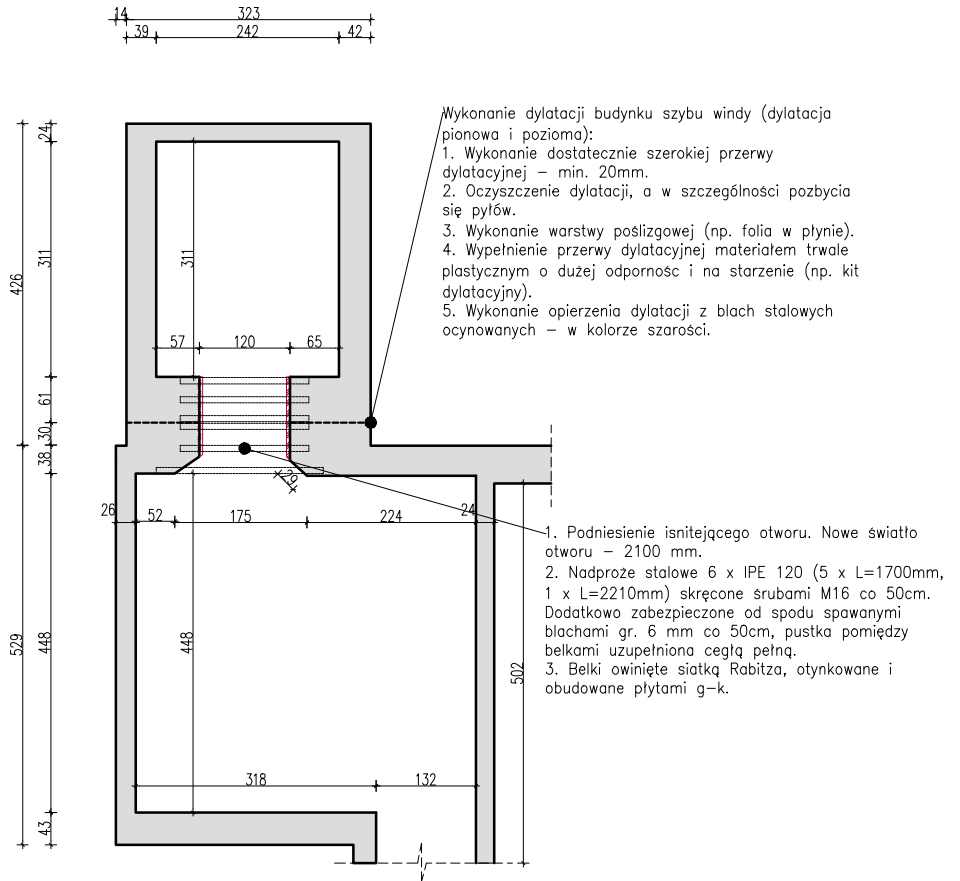 14 323
39 242 42
Wykonanie dylatacji budynku szybu windy (dylatacja
pionowa i pozioma):
1. Wykonanie dostatecznie szerokiej przerwy
dylatacyjnej – min. 20mm.
2. Oczyszczenie dylatacji, a w szczególności pozbycia
się pyłów.
3. Wykonanie warstwy poślizgowej (np. folia w płynie).
4. Wypełnienie przerwy dylatacyjnej materiałem trwale
plastycznym o dużej odpornośc i na starzenie (np. kit
dylatacyjny).
5. Wykonanie opierzenia dylatacji z blach stalowych
ocynowanych – w kolorze szarości.
24
311
426
311
57 120 65
61
30
38
29
26 52 175 224 24
1. Podniesienie isnitejącego otworu. Nowe światło
otworu – 2100 mm.
2. Nadproże stalowe 6 x IPE 120 (5 x L=1700mm,
1 x L=2210mm) skręcone śrubami M16 co 50cm.
Dodatkowo zabezpieczone od spodu spawanymi
blachami gr. 6 mm co 50cm, pustka pomiędzy
belkami uzupełniona cegłą pełną.
3. Belki owinięte siatką Rabitza, otynkowane i
obudowane płytami g–k.
529
448
448
502
318 132
43